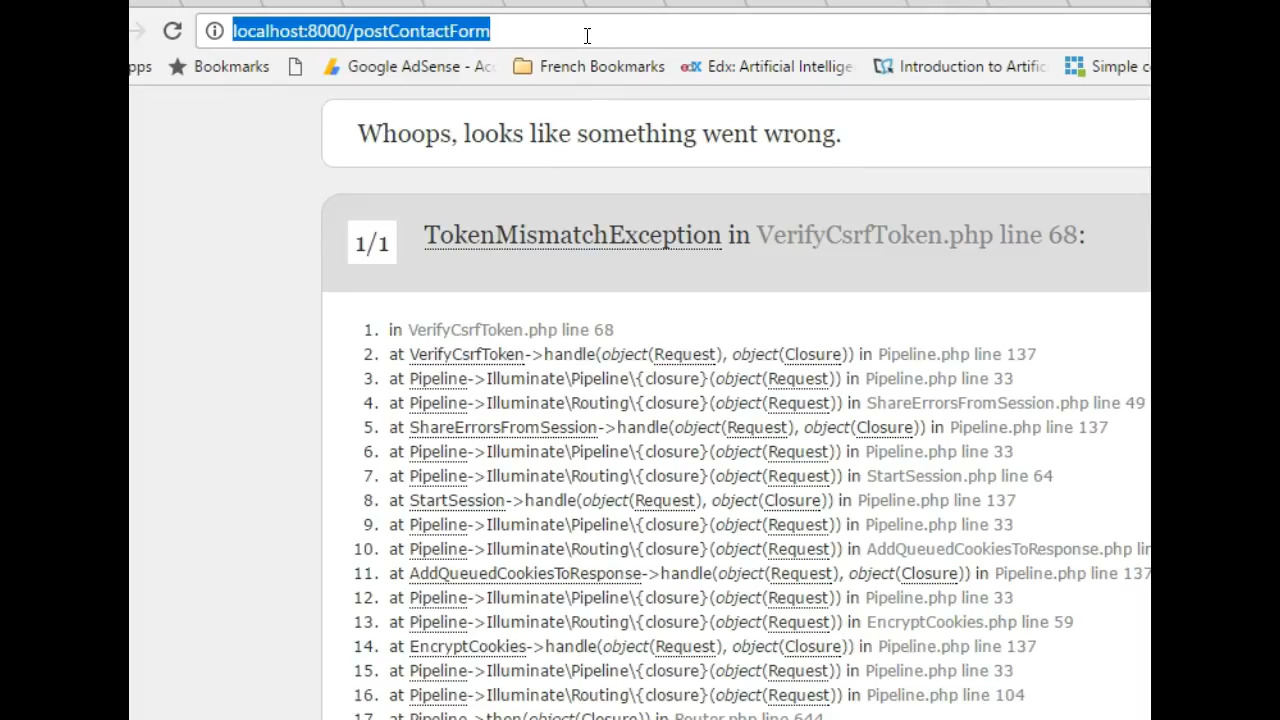 localhost:8000/postContactForm
Bookmarks Google AdSense - French Bookmarks Edx: Artificial Introduction to Simple
Whoops, looks like something went wrong.
1/1 TokenMismatchException in VerifyCsrfToken.php line 68:
1. in VerifyCsrfToken.php line 68
2. at VerifyCsrfToken->handle(object(Request), object(Closure)) in Pipeline.php line 137
3. at Pipeline->Illuminate\Pipeline\{closure}(object(Request)) in Pipeline.php line 33
4. at Pipeline->Illuminate\Routing\{closure}(object(Request)) in ShareErrorsFromSession.php line 49
5. at ShareErrorsFromSession->handle(object(Request), object(Closure)) in Pipeline.php line 137
6. at Pipeline->Illuminate\Pipeline\{closure}(object(Request)) in Pipeline.php line 33
7. at Pipeline->Illuminate\Routing\{closure}(object(Request)) in StartSession.php line 64
8. at StartSession->handle(object(Request), object(Closure)) in Pipeline.php line 137
9. at Pipeline->Illuminate\Pipeline\{closure}(object(Request)) in Pipeline.php line 33
10. at Pipeline->Illuminate\Routing\{closure}(object(Request)) in AddQueuedCookiesToResponse.php
11. at AddQueuedCookiesToResponse->handle(object(Request), object(Closure)) in Pipeline.php line 137
12. at Pipeline->Illuminate\Pipeline\{closure}(object(Request)) in Pipeline.php line 33
13. at Pipeline->Illuminate\Routing\{closure}(object(Request)) in EncryptCookies.php line 59
14. at EncryptCookies->handle(object(Request), object(Closure)) in Pipeline.php line 137
15. at Pipeline->Illuminate\Pipeline\{closure}(object(Request)) in Pipeline.php line 33
16. at Pipeline->Illuminate\Routing\{closure}(object(Request)) in Pipeline.php line 104
17. at Pipeline->then(object(Closure)) in Router.php line 644